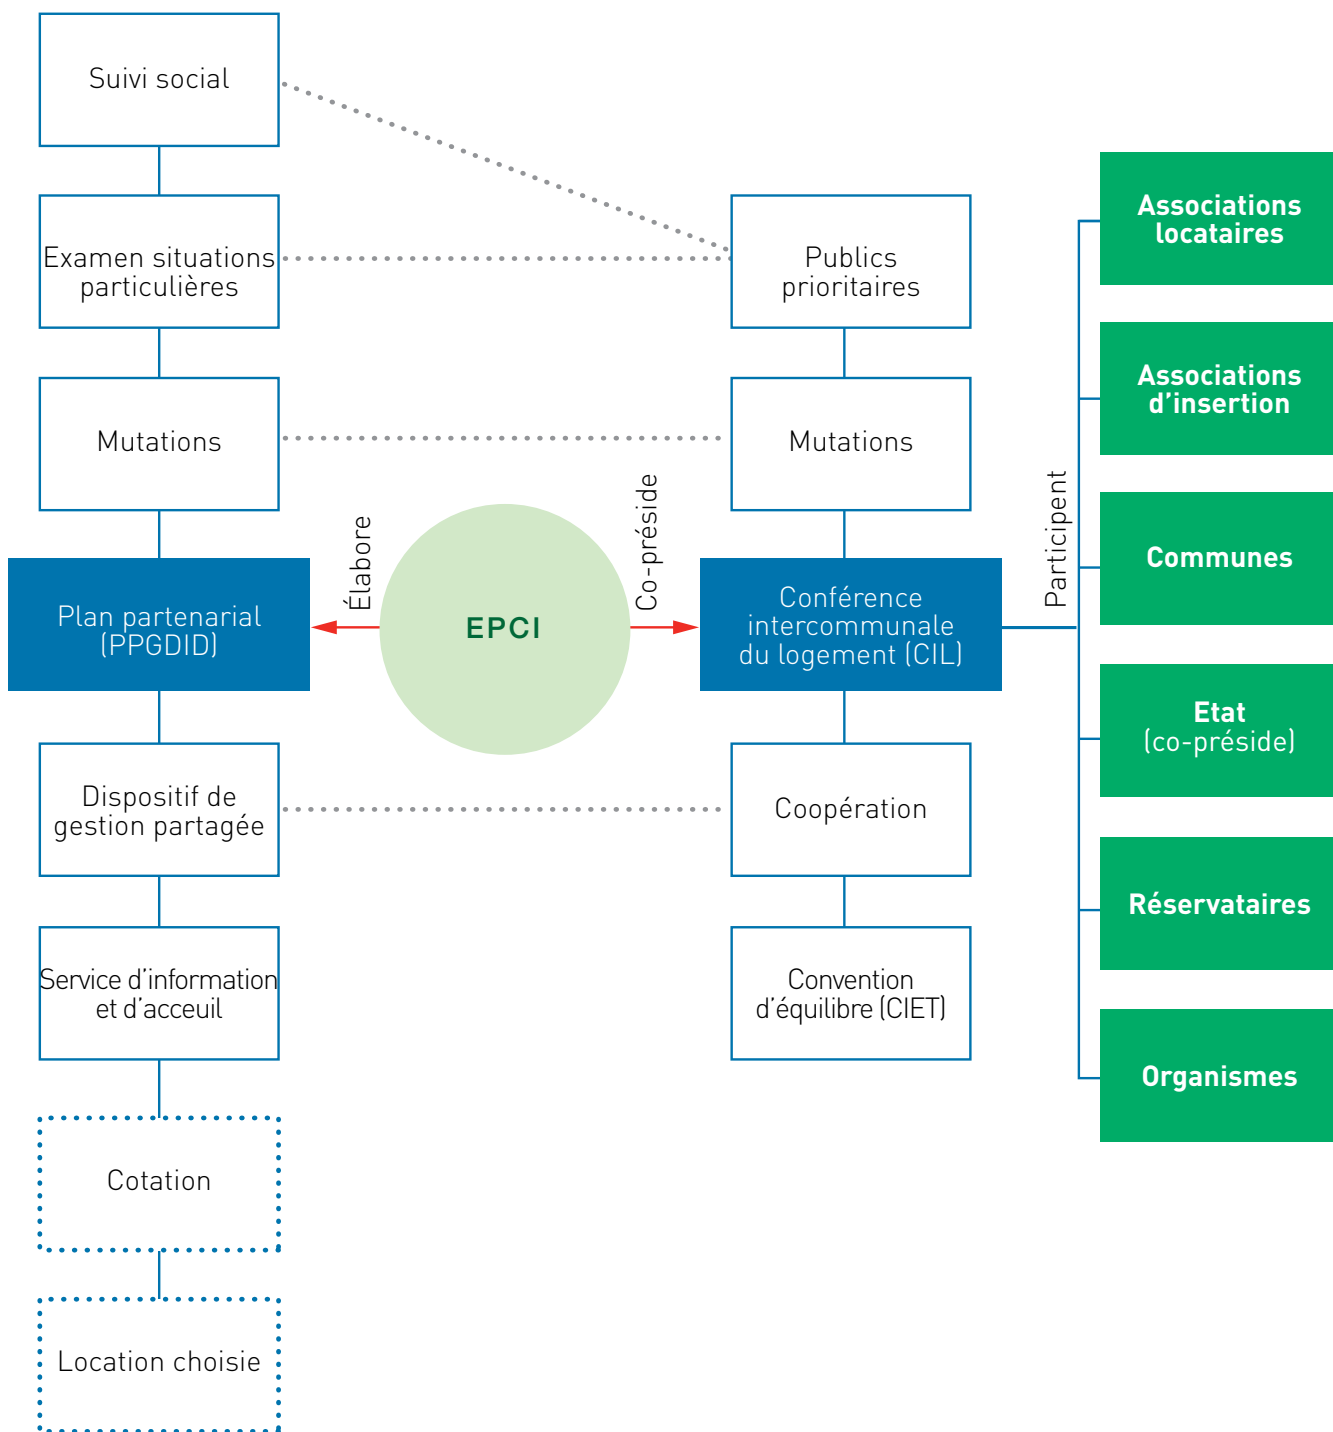 Suivi social
Examen situations
particulières
Mutations
Plan partenarial
(PPGDID)
Dispositif de
gestion partagée
Service d'information
et d'acceuil
Cotation
Location choisie
Élabore
EPCI
Co-préside
Publics
prioritaires
Mutations
Conférence
intercommunale
du logement (CIL)
Coopération
Convention
d'équilibre (CIET)
Participent
Associations
locataires
Associations
d'insertion
Communes
Etat
(co-préside)
Réservataires
Organismes